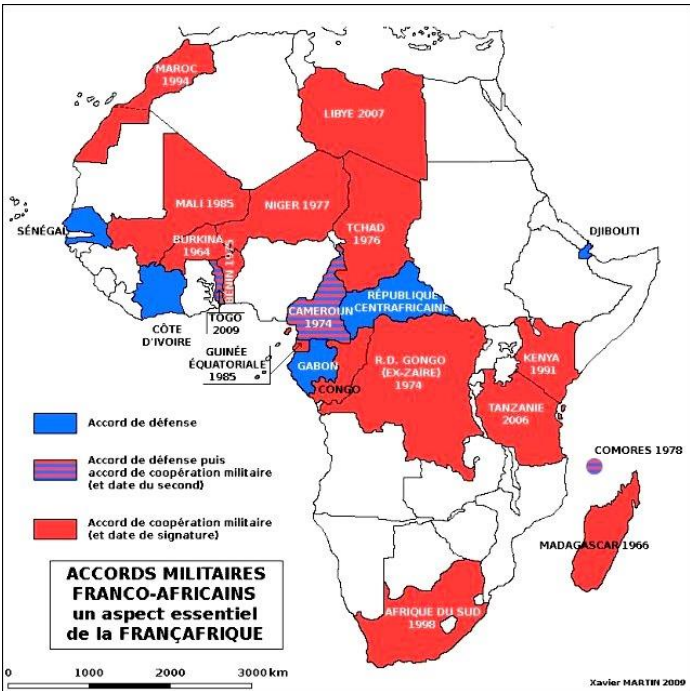 MAROC
1994
LIBYE 2007
MALI 1985
NIGER 1977
TCHAD
1976
SÉNÉGAL
BURKINA
1964
BÉNIN 1975
DJIBOUTI
RÉPUBLIQUE
CENTRAFRICAINE
CAMEROUN
1974
TOGO
2009
CÔTE
D'IVOIRE
GUINÉE
ÉQUATORIALE
1985
GABON
CONGO
R.D. GONGO
(EX-ZAÏRE)
1974
KENYA
1991
TANZANIE
2006
COMORES 1978
MADAGASCAR 1966
AFRIQUE DU SUD
1998
Accord de défense
Accord de défense puis
accord de coopération militaire
(et date du second)
Accord de coopération militaire
(et date de signature)
ACCORDS MILITAIRES
FRANCO-AFRICAINS
un aspect essentiel
de la FRANÇAFRIQUE
0 1000 2000 3000 km
Xavier MARTIN 2009